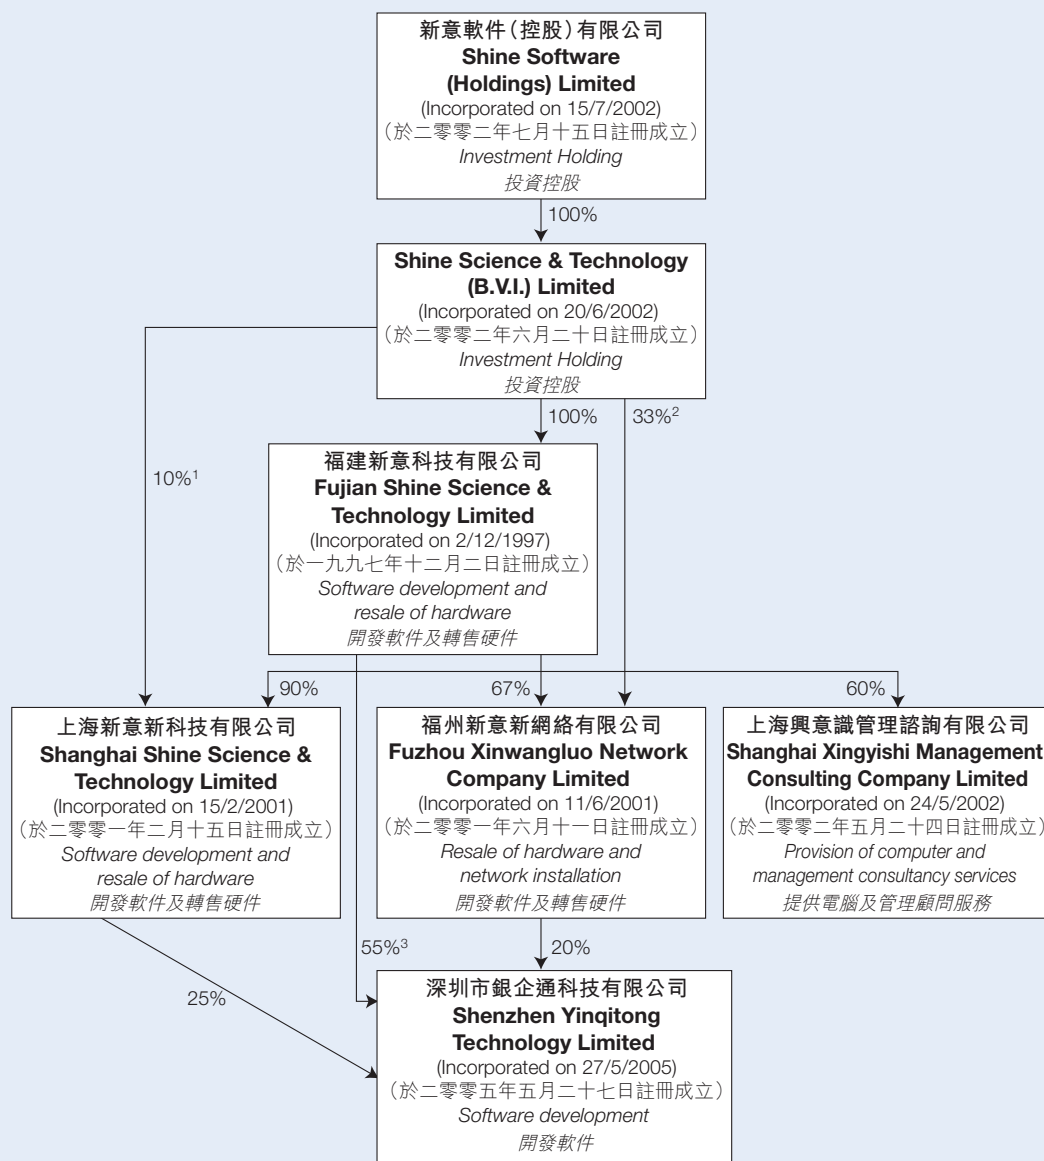 新意軟件（控股）有限公司
Shine Software
(Holdings) Limited
(Incorporated on 15/7/2002)
（於二零零二年七月十五日註冊成立）
Investment Holding
投資控股
100%
Shine Science & Technology
(B.V.I.) Limited
(Incorporated on 20/6/2002)
（於二零零二年六月二十日註冊成立）
Investment Holding
投資控股
100%
33%2
10%1
福建新意科技有限公司
Fujian Shine Science &
Technology Limited
(Incorporated on 2/12/1997)
（於一九九七年十二月二日註冊成立）
Software development and
resale of hardware
開發軟件及轉售硬件
90%
67%
60%
上海新意新科技有限公司
Shanghai Shine Science &
Technology Limited
(Incorporated on 15/2/2001)
（於二零零一年二月十五日註冊成立）
Software development and
resale of hardware
開發軟件及轉售硬件
福州新意新網絡有限公司
Fuzhou Xinwangluo Network
Company Limited
(Incorporated on 11/6/2001)
（於二零零一年六月十一日註冊成立）
Resale of hardware and
network installation
開發軟件及轉售硬件
上海興意識管理諮詢有限公司
Shanghai Xingyishi Management
Consulting Company Limited
(Incorporated on 24/5/2002)
（於二零零二年五月二十四日註冊成立）
Provision of computer and
management consultancy services
提供電腦及管理顧問服務
55%3
20%
25%
深圳市銀企通科技有限公司
Shenzhen Yinqitong
Technology Limited
(Incorporated on 27/5/2005)
（於二零零五年五月二十七日註冊成立）
Software development
開發軟件